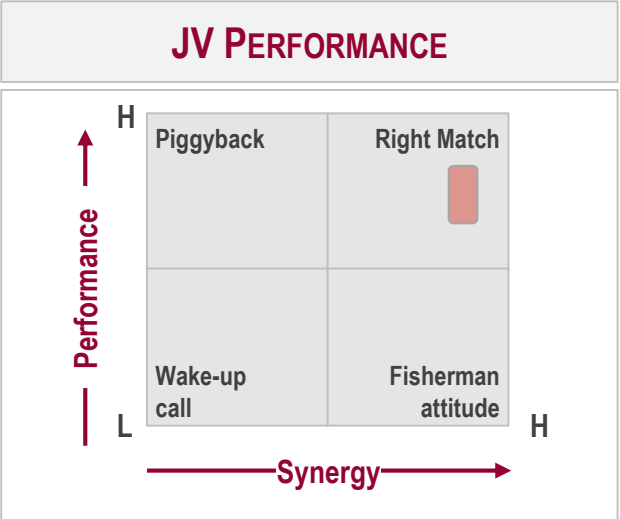 JV PERFORMANCE
H
Piggyback
Right Match
Performance
Wake-up
call
Fisherman
attitude
L
H
Synergy